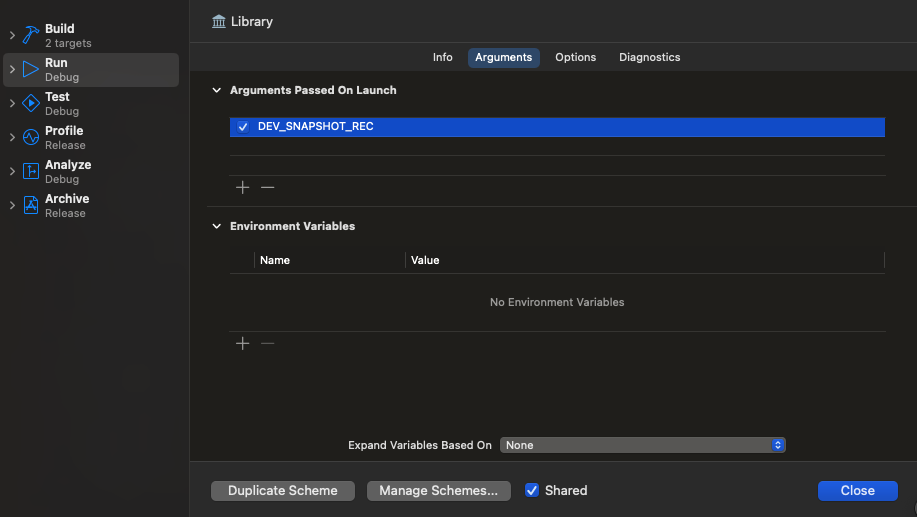 Build
2 targets
Run
Debug
Test
Debug
Profile
Release
Analyze
Debug
Archive
Release
Library
Info Arguments Options Diagnostics
Arguments Passed On Launch
DEV_SNAPSHOT_REC
Environment Variables
Name Value
No Environment Variables
Expand Variables Based On None
Duplicate Scheme Manage Schemes... Shared Close